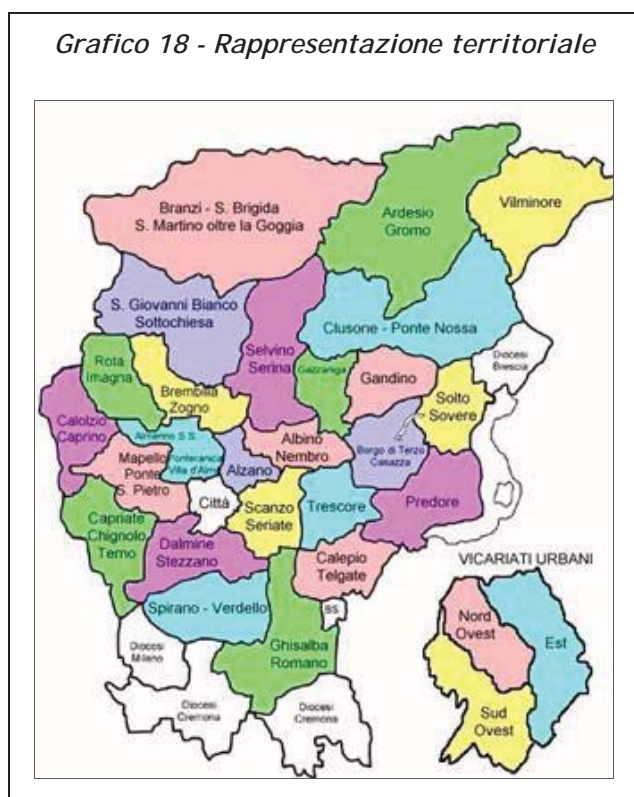 Grafico 18 - Rappresentazione territoriale
Branzi - S. Brigida
S. Martino oltre la Goggia
Ardesio
Gromo
Vilminore
S. Giovanni Bianco
Sottochiesa
Selvino
Serina
Clusone - Ponte Nossa
Diocesi
Brescia
Rota
Imagna
Brembilla
Zogno
Gazzaniga
Gandino
Solto
Sovere
Calolzio
Caprino
Almenno S.S.
Ponteranica
Villa d'Almè
Alzano
Albino
Nembro
Borgo di Terzo
Casazza
Mapello
Ponte
S. Pietro
Città
Scanzo
Seriate
Trescore
Predore
Capriate
Chignolo
Terno
Dalmine
Stezzano
Calepio
Telgate
VICARIATI URBANI
Spirano - Verdello
BS
Nord
Ovest
Est
Ghisalba
Romano
Diocesi
Milano
Sud
Ovest
Diocesi
Cremona
Diocesi
Cremona